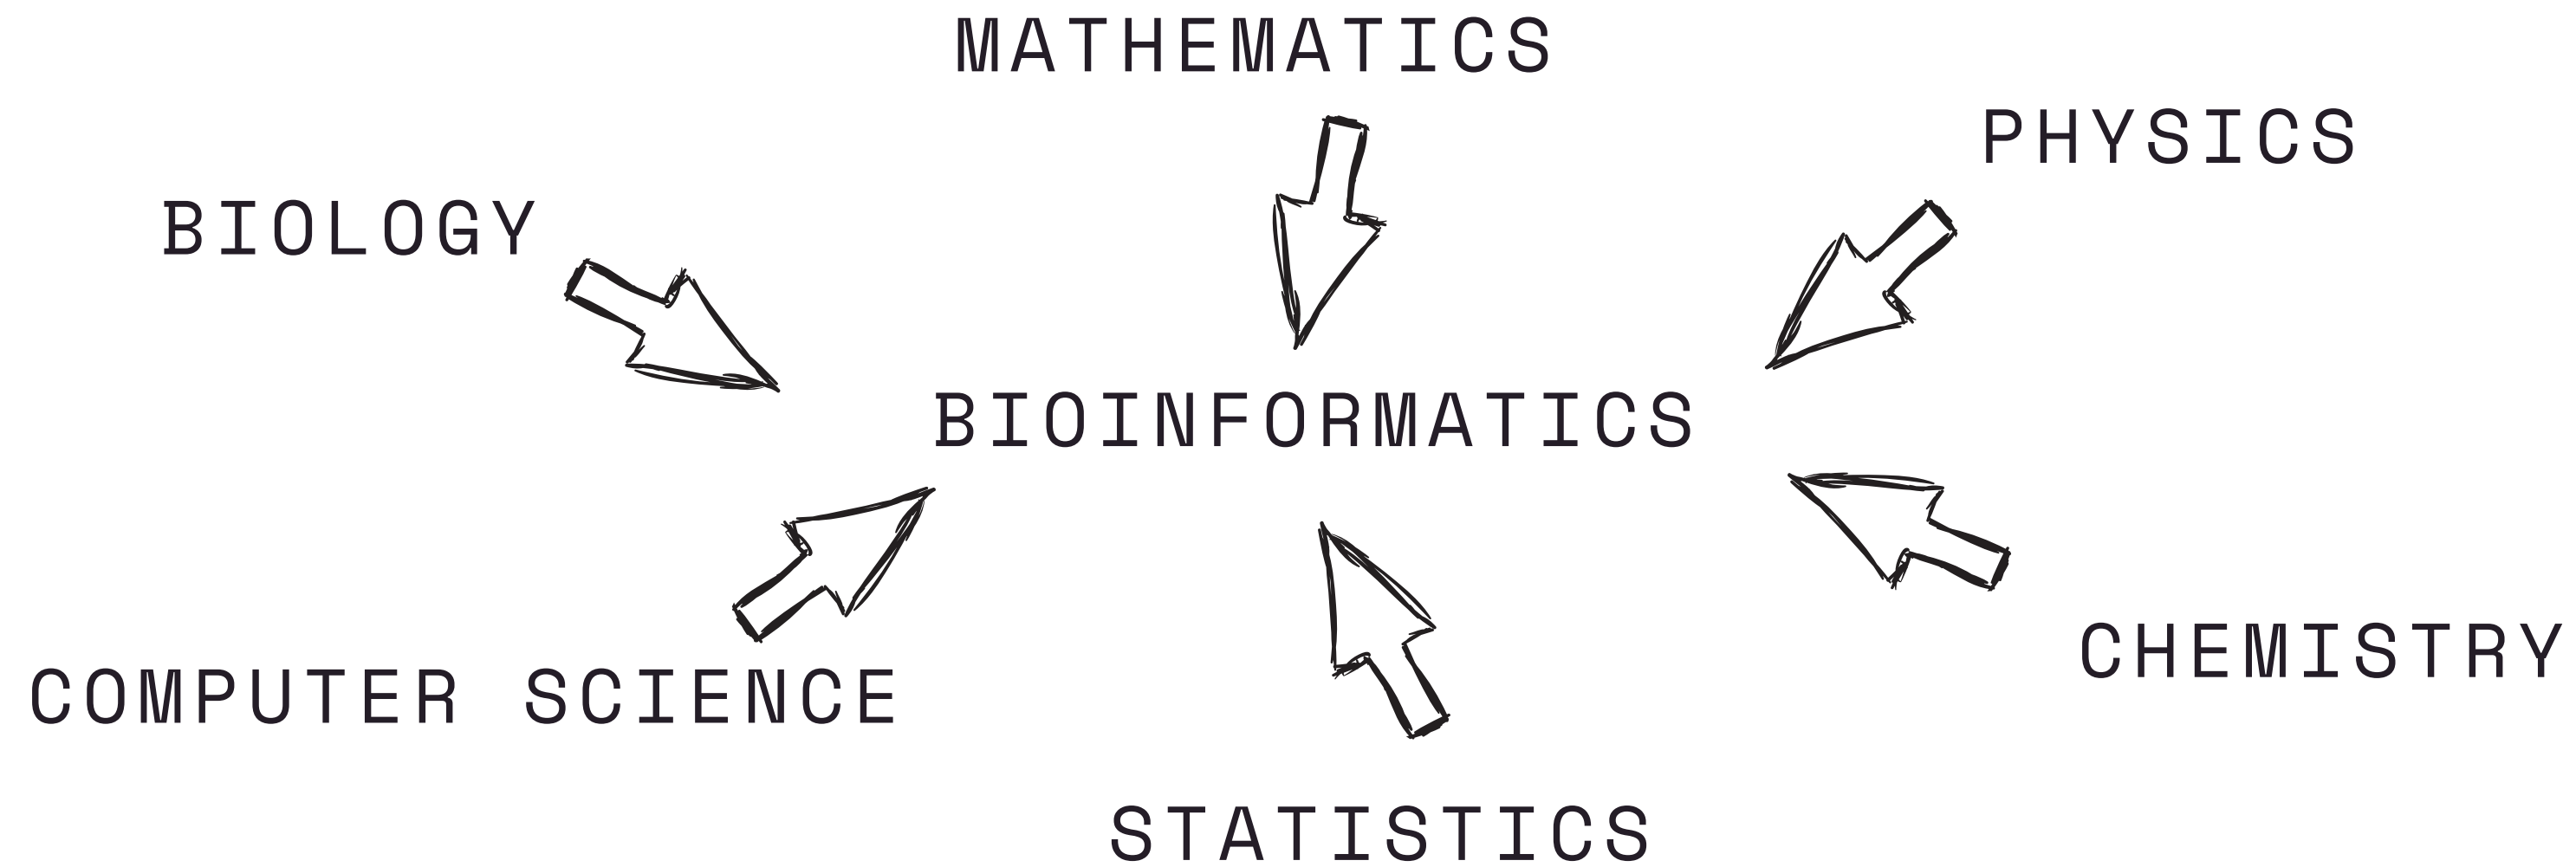 MATHEMATICS
PHYSICS
BIOLOGY
BIOINFORMATICS
CHEMISTRY
COMPUTER SCIENCE
STATISTICS